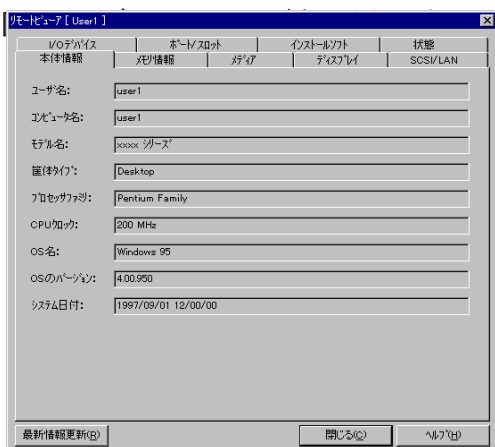 ﾘﾓｰﾄﾋﾞｭｰｱ [ User1 ]
I/Oﾃﾞﾊﾞｲｽ ﾎﾞｰﾄﾞ/ｽﾛｯﾄ ｲﾝｽﾄｰﾙｿﾌﾄ 状態
本体情報 ﾒﾓﾘ情報 ﾒﾃﾞｨｱ ﾃﾞｨｽﾌﾟﾚｲ SCSI/LAN
ﾕｰｻﾞ名: user1
ｺﾝﾋﾟｭｰﾀ名: user1
ﾓﾃﾞﾙ名: xxxx ｼﾘｰｽﾞ
筐体ﾀｲﾌﾟ: Desktop
ﾌﾟﾛｾｯｻﾌｧﾐﾘ: Pentium Family
CPUｸﾛｯｸ: 200 MHz
OS名: Windows 95
OSのﾊﾞｰｼﾞｮﾝ: 4.00.950
ｼｽﾃﾑ日付: 1997/09/01 12/00/00
最新情報更新(R) 閉じる(C) ﾍﾙﾌﾟ(H)